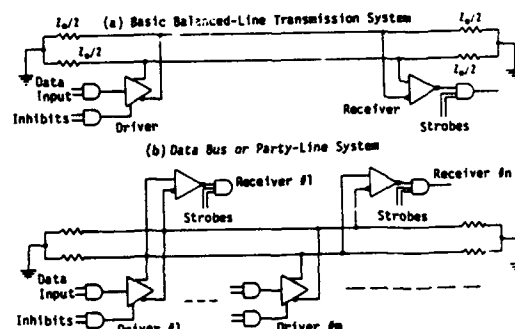 (a) Basic Balanced-Line Transmission System
Z₀/2
Z₀/2
Z₀/2
Z₀/2
Data
Input
Inhibits
Driver
Receiver
Strobes
(b) Data Bus or Party-Line System
Receiver #1
Strobes
Receiver #n
Strobes
Data
Input
Inhibits
Driver #1
Driver #m